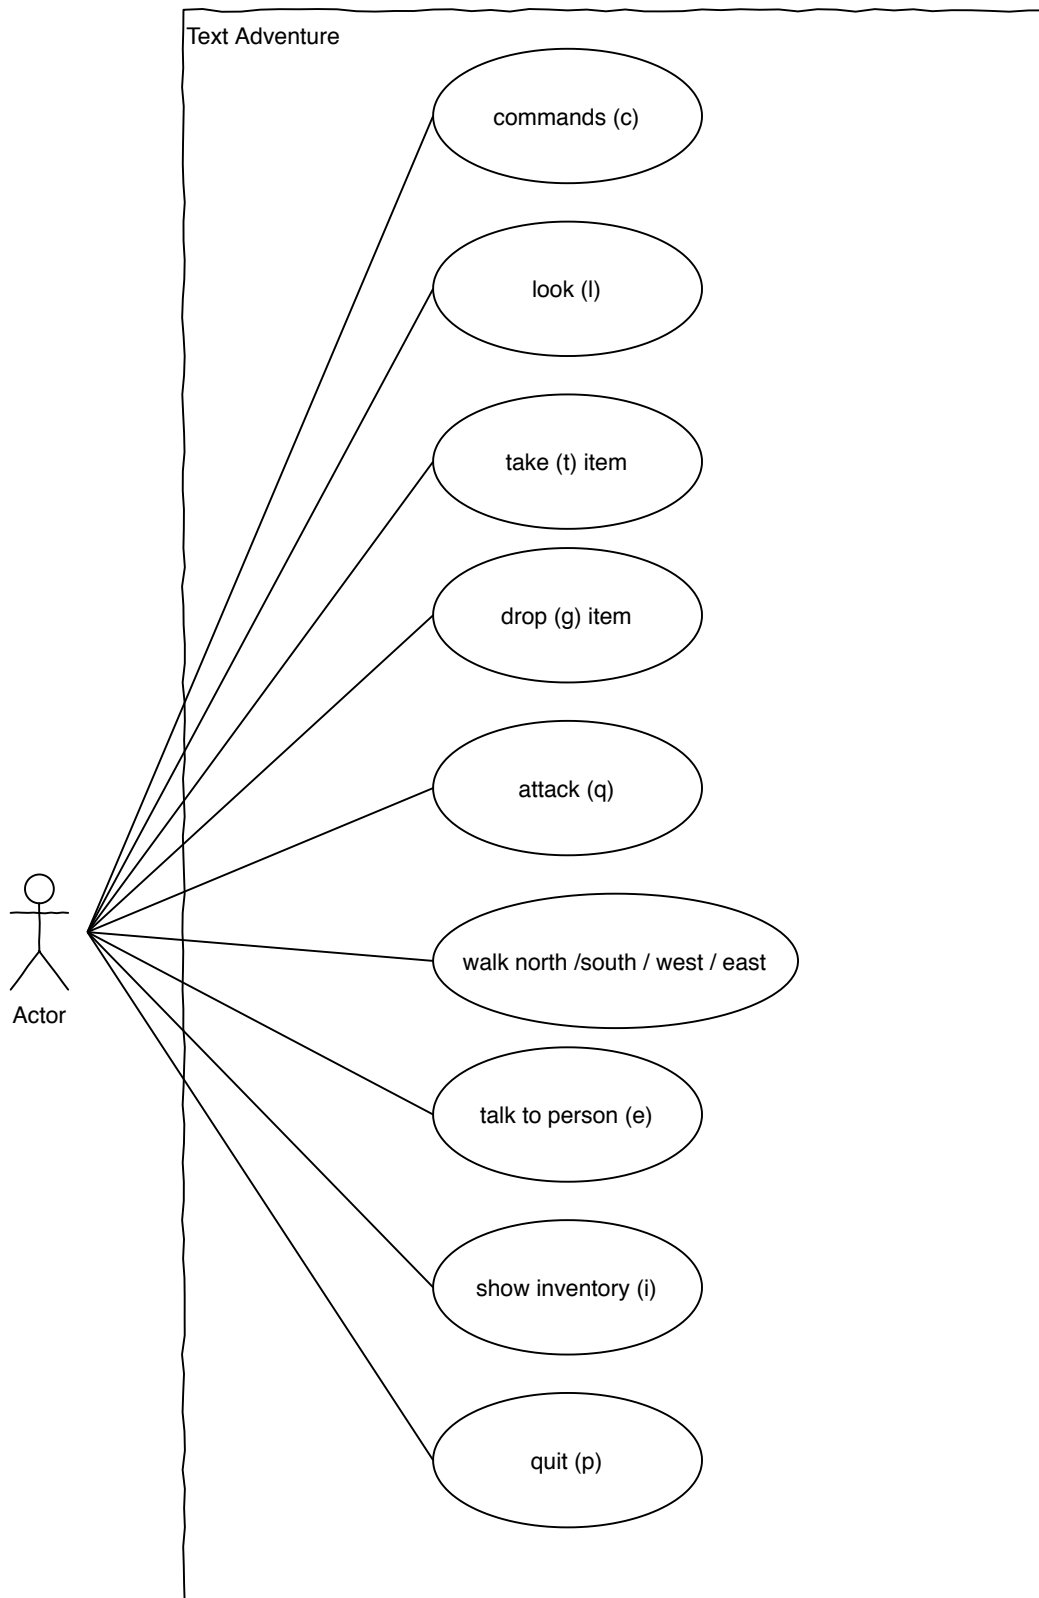 Text Adventure
commands (c)
look (l)
take (t) item
drop (g) item
attack (q)
walk north /south / west / east
Actor
talk to person (e)
show inventory (i)
quit (p)